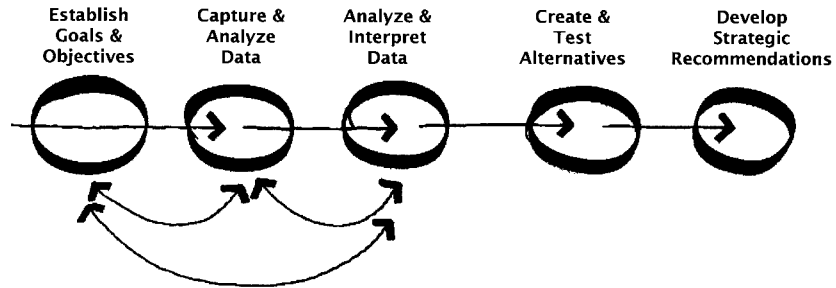 Establish
Goals &
Objectives
Capture &
Analyze
Data
Analyze &
Interpret
Data
Create &
Test
Alternatives
Develop
Strategic
Recommendations